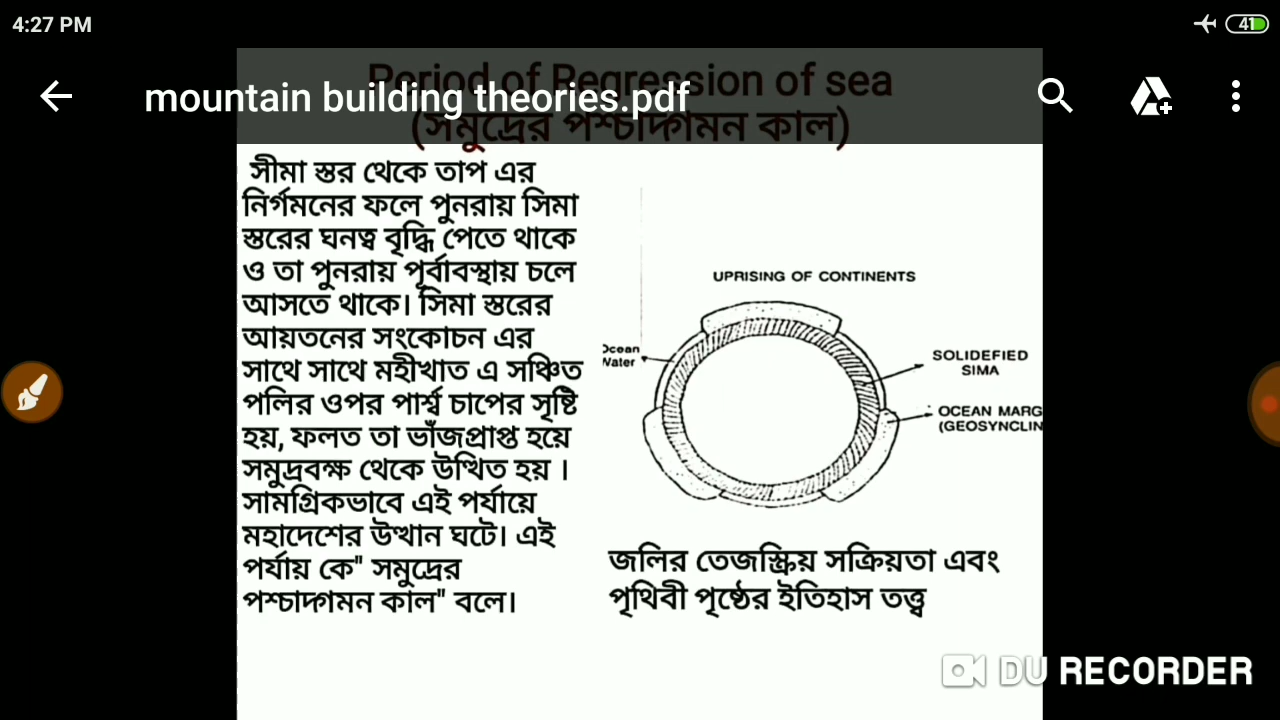 4:27 PM
41
mountain building theories.pdf
Period of Regression of sea
(সমুদ্রের পশ্চাদ্গমন কাল)
সীমা স্তর থেকে তাপ এর
নির্গমনের ফলে পুনরায় সিমা
স্তরের ঘনত্ব বৃদ্ধি পেতে থাকে
ও তা পুনরায় পূর্বাবস্থায় চলে
আসতে থাকে। সিমা স্তরের
আয়তনের সংকোচন এর
সাথে সাথে মহীখাত এ সঞ্চিত
পলির ওপর পার্শ্ব চাপের সৃষ্টি
হয়, ফলত তা ভাঁজপ্রাপ্ত হয়ে
সমুদ্রবক্ষ থেকে উত্থিত হয় ।
সামগ্রিকভাবে এই পর্যায়ে
মহাদেশের উত্থান ঘটে। এই
পর্যায় কে" সমুদ্রের
পশ্চাদ্গমন কাল" বলে।
UPRISING OF CONTINENTS
Ocean
Water
SOLIDEFIED
SIMA
OCEAN MARG
(GEOSYNCLIN
জলির তেজস্ক্রিয় সক্রিয়তা এবং
পৃথিবী পৃষ্ঠের ইতিহাস তত্ত্ব
DU RECORDER